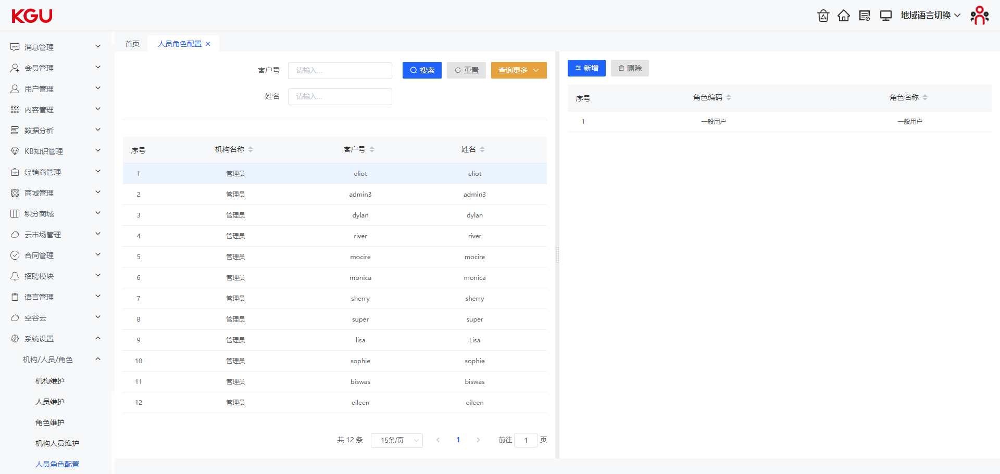 KGU
地域语言切换
消息管理
会员管理
用户管理
内容管理
数据分析
KB知识管理
经销商管理
商城管理
积分商城
云市场管理
合同管理
招聘模块
语言管理
空谷云
系统设置
机构/人员/角色
机构维护
人员维护
角色维护
机构人员维护
人员角色配置
首页 人员角色配置
客户号 请输入... 搜索 重置 查询更多
姓名 请输入...
序号 机构名称 客户号 姓名
1 管理员 eliot eliot
2 管理员 admin3 admin3
3 管理员 dylan dylan
4 管理员 river river
5 管理员 mocire mocire
6 管理员 monica monica
7 管理员 sherry sherry
8 管理员 super super
9 管理员 lisa Lisa
10 管理员 sophie sophie
11 管理员 biswas biswas
12 管理员 eileen eileen
共 12 条 15条/页 1 前往 1 页
新增 删除
序号 角色编码 角色名称
1 一般用户 一般用户